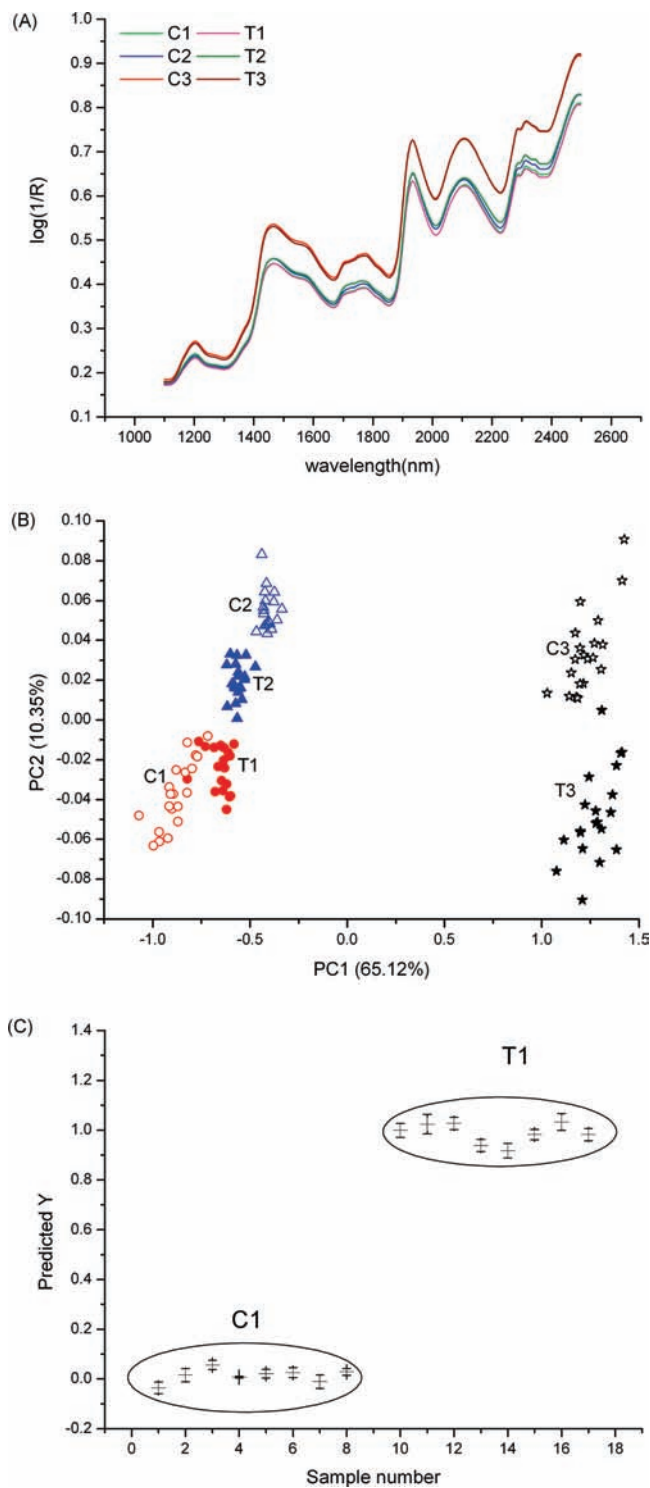 (A)
C1 T1
C2 T2
C3 T3
log(1/R)
1.0
0.9
0.8
0.7
0.6
0.5
0.4
0.3
0.2
0.1
1000 1200 1400 1600 1800 2000 2200 2400 2600
wavelength(nm)
(B)
PC2 (10.35%)
0.10
0.08
0.06
0.04
0.02
0.00
-0.02
-0.04
-0.06
-0.08
-0.10
C2
C3
T2
C1
T1
T3
-1.0 -0.5 0.0 0.5 1.0 1.5
PC1 (65.12%)
(C)
Predicted Y
1.4
1.2
1.0
0.8
0.6
0.4
0.2
0.0
-0.2
T1
C1
0 2 4 6 8 10 12 14 16 18
Sample number